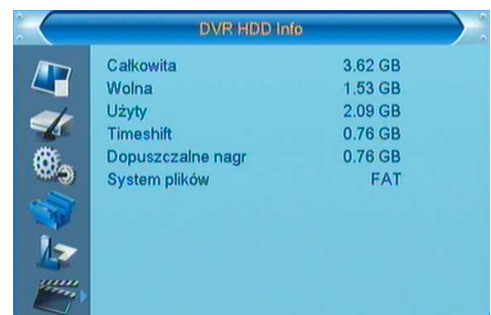 DVR HDD Info
Całkowita 3.62 GB
Wolna 1.53 GB
Użyty 2.09 GB
Timeshift 0.76 GB
Dopuszczalne nagr 0.76 GB
System plików FAT